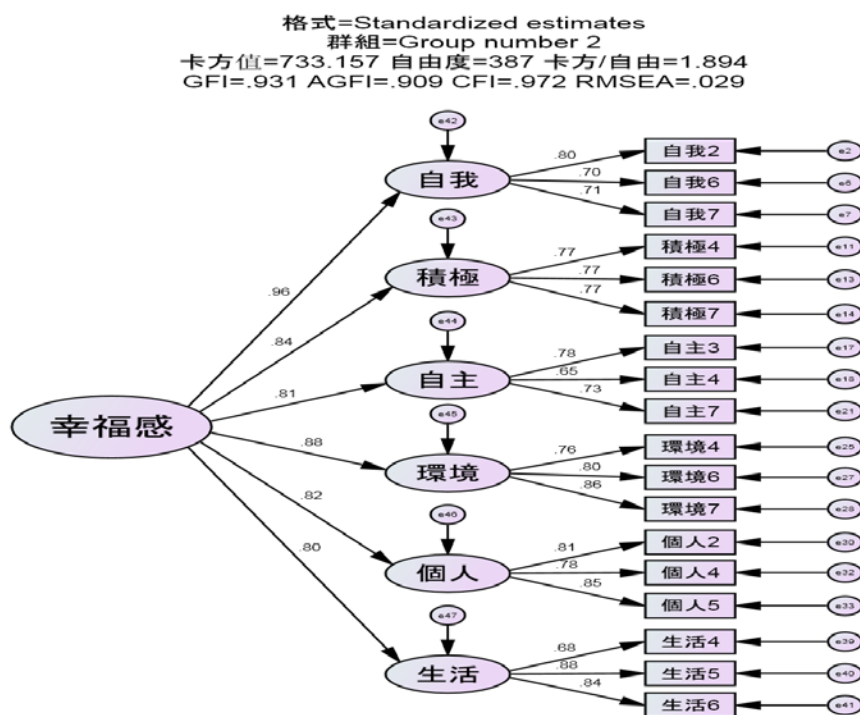 格式=Standardized estimates
群組=Group number 2
卡方值=733.157 自由度=387 卡方/自由=1.894
GFI=.931 AGFI=.909 CFI=.972 RMSEA=.029
e42
自我
.80
自我2
e2
.70
自我6
e6
.71
自我7
e7
e43
.96
積極
.77
積極4
e11
.77
積極6
e13
.77
積極7
e14
e44
.84
自主
.78
自主3
e17
.65
自主4
e18
.73
自主7
e21
幸福感
.81
e45
.88
環境
.76
環境4
e25
.80
環境6
e27
.86
環境7
e28
e46
.82
個人
.81
個人2
e30
.78
個人4
e32
.85
個人5
e33
e47
.80
生活
.68
生活4
e39
.88
生活5
e40
.84
生活6
e41